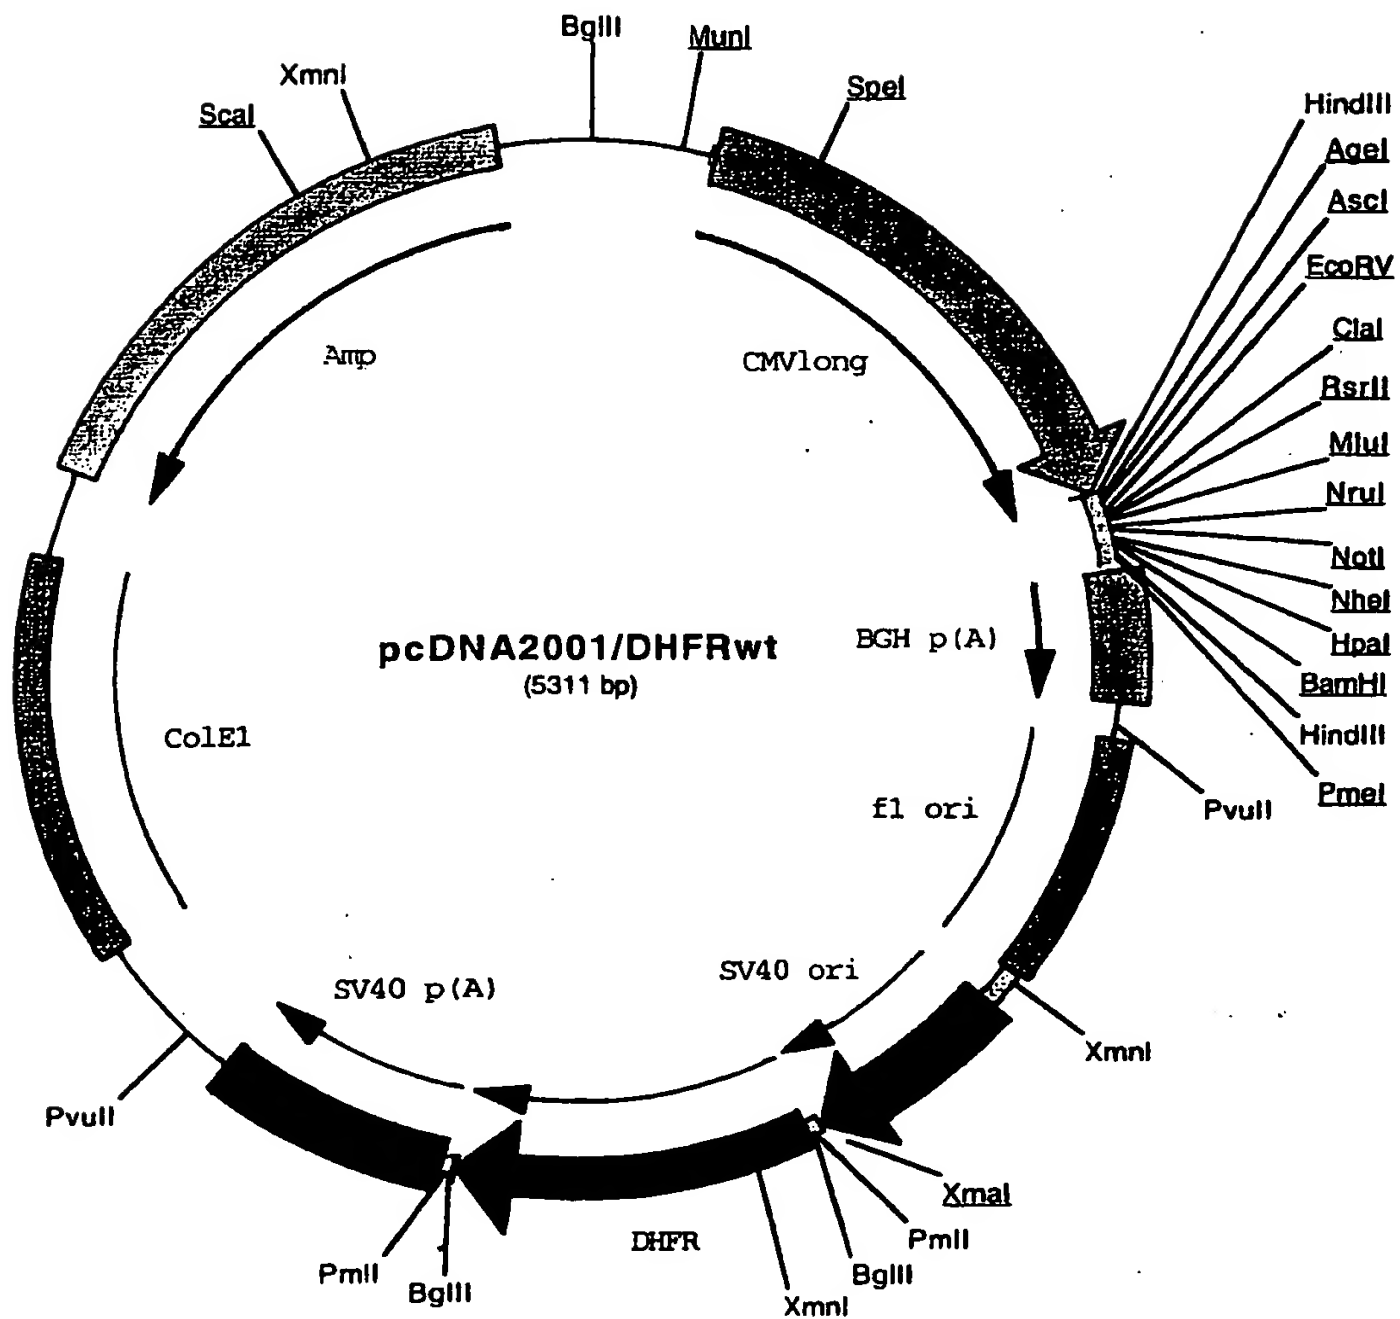 BglII
MunI
XmnI
SpeI
ScaI
HindIII
AgeI
AscI
EcoRV
ClaI
RsrII
MluI
NruI
NotI
NheI
HpaI
BamHI
HindIII
PmeI
Amp
CMVlong
pcDNA2001/DHFRwt
(5311 bp)
BGH p(A)
ColE1
f1 ori
PvuII
SV40 ori
SV40 p(A)
XmnI
PvuII
XmaI
PmlI
DHFR
BglII
PmlI
BglII
XmnI